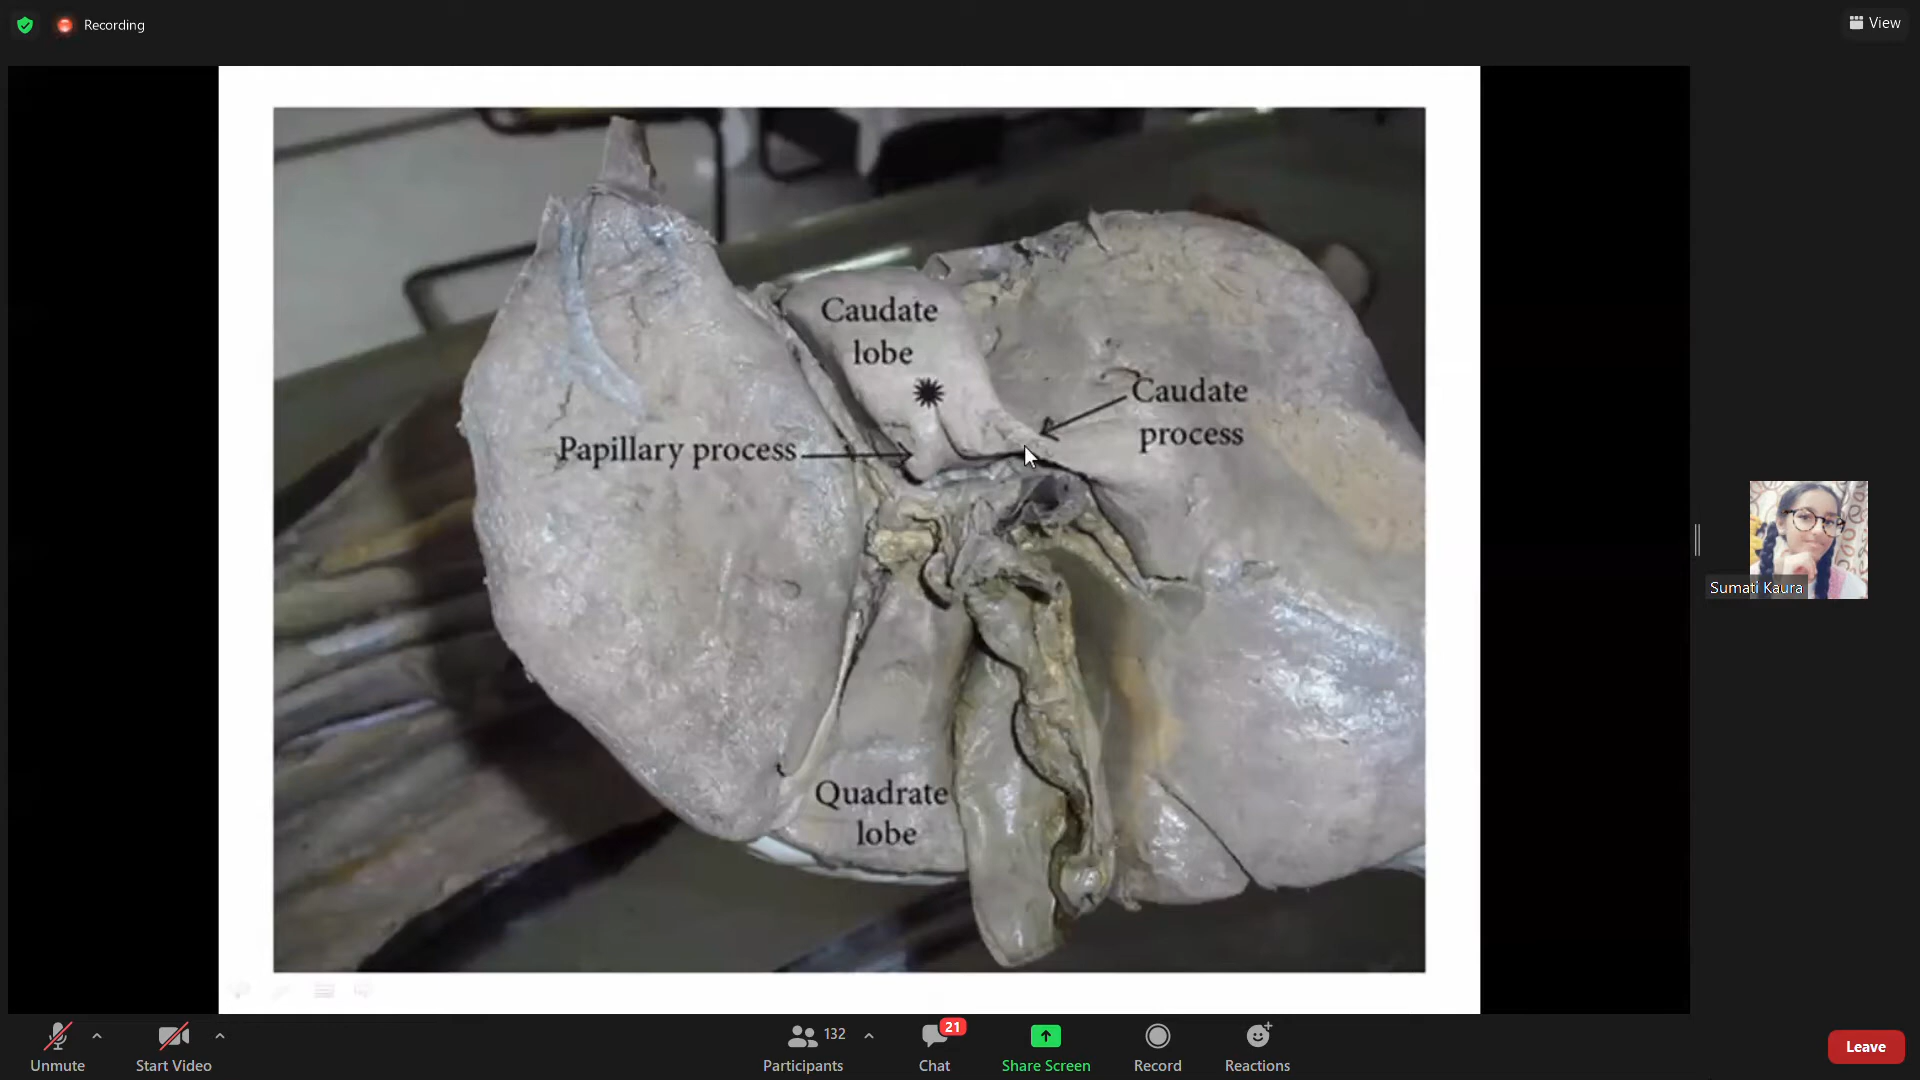 Recording
View
Caudate
lobe
Caudate
process
Papillary process
Quadrate
lobe
Sumati Kaura
Unmute
Start Video
132
Participants
21
Chat
Share Screen
Record
Reactions
Leave